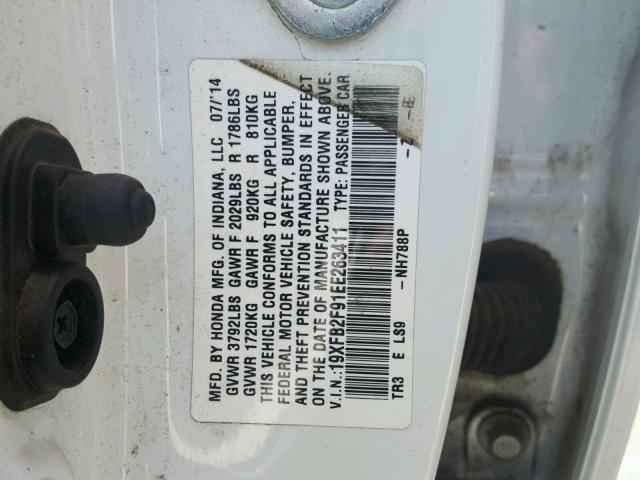 MFD. BY HONDA MFG. OF INDIANA, LLC 07/'14
GVWR 3792LBS GAWR F 2029LBS R 1786LBS
GVWR 1720KG GAWR F 920KG R 810KG
THIS VEHICLE CONFORMS TO ALL APPLICABLE
FEDERAL MOTOR VEHICLE SAFETY, BUMPER,
AND THEFT PREVENTION STANDARDS IN EFFECT
ON THE DATE OF MANUFACTURE SHOWN ABOVE.
V.I.N.:19XFB2F91EE263411 TYPE: PASSENGER CAR
TR3 E LS9 -NH788P